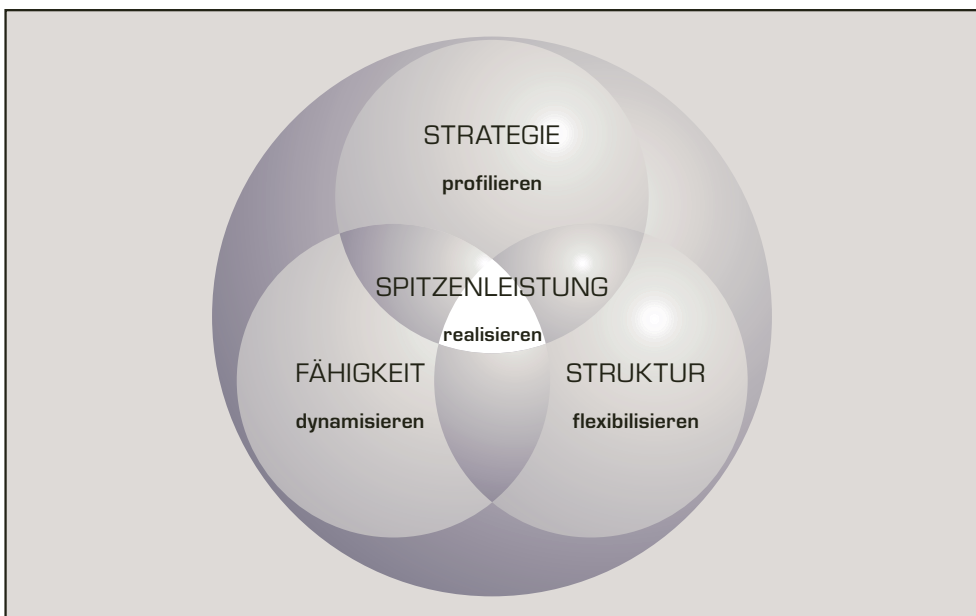 STRATEGIE
profilieren
SPITZENLEISTUNG
realisieren
FÄHIGKEIT
dynamisieren
STRUKTUR
flexibilisieren